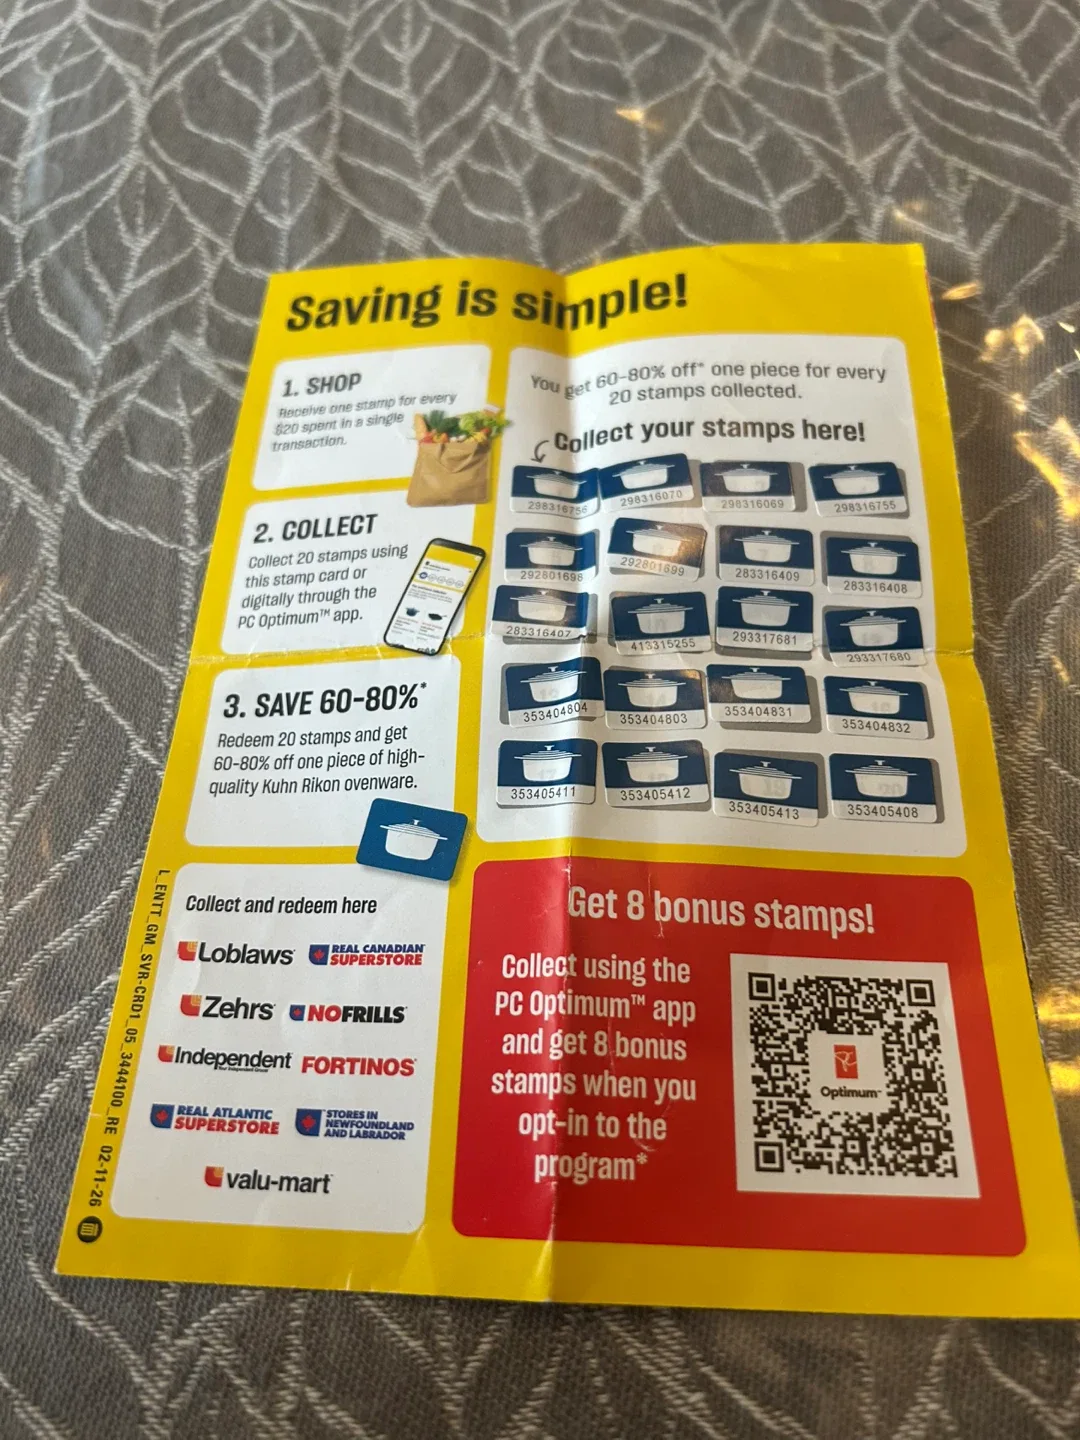 Saving is simple!
1. SHOP
Receive one stamp for every
$20 spent in a single
transaction.
2. COLLECT
Collect 20 stamps using
this stamp card or
digitally through the
PC Optimum™ app.
3. SAVE 60-80%*
Redeem 20 stamps and get
60-80% off one piece of high-
quality Kuhn Rikon ovenware.
You get 60-80% off* one piece for every
20 stamps collected.
Collect your stamps here!
298316756
298316070
298316069
298316755
292801698
292801699
283316409
283316408
283316407
413315255
293317681
293317680
353404804
353404803
353404831
353404832
353405411
353405412
353405413
353405408
Collect and redeem here
Loblaws
REAL CANADIAN
SUPERSTORE
Zehrs
NOFRILLS
Independent
FORTINOS
REAL ATLANTIC
SUPERSTORE
STORES IN
NEWFOUNDLAND
AND LABRADOR
valu-mart
Get 8 bonus stamps!
Collect using the
PC Optimum™ app
and get 8 bonus
stamps when you
opt-in to the
program*
Optimum™
L_ENTT_GM_SVR-CRD1_05_3444100_RE 02-11-26